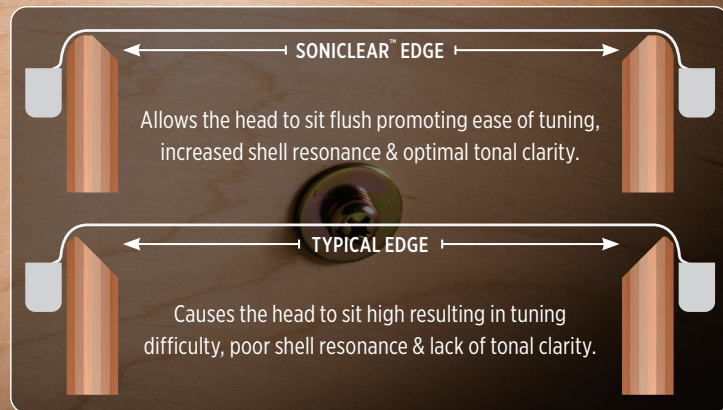 SONICLEAR™ EDGE
Allows the head to sit flush promoting ease of tuning,
increased shell resonance & optimal tonal clarity.
TYPICAL EDGE
Causes the head to sit high resulting in tuning
difficulty, poor shell resonance & lack of tonal clarity.